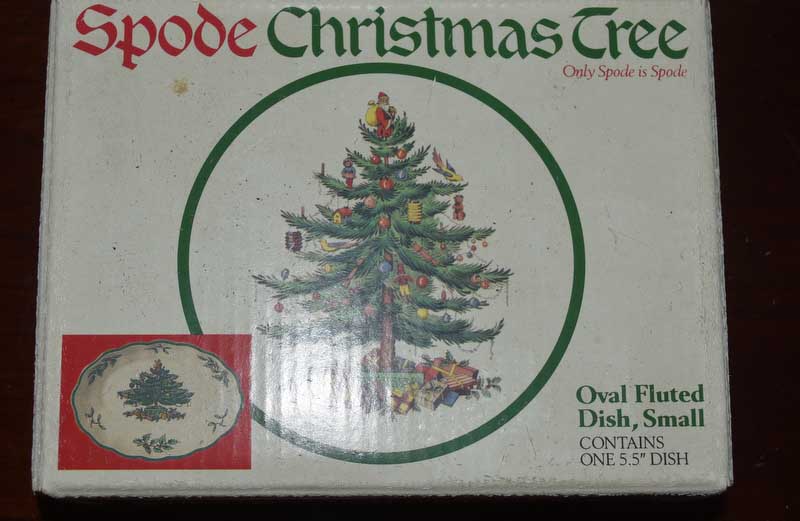 Spode Christmas Tree
Only Spode is Spode
Oval Fluted
Dish, Small
CONTAINS
ONE 5.5" DISH